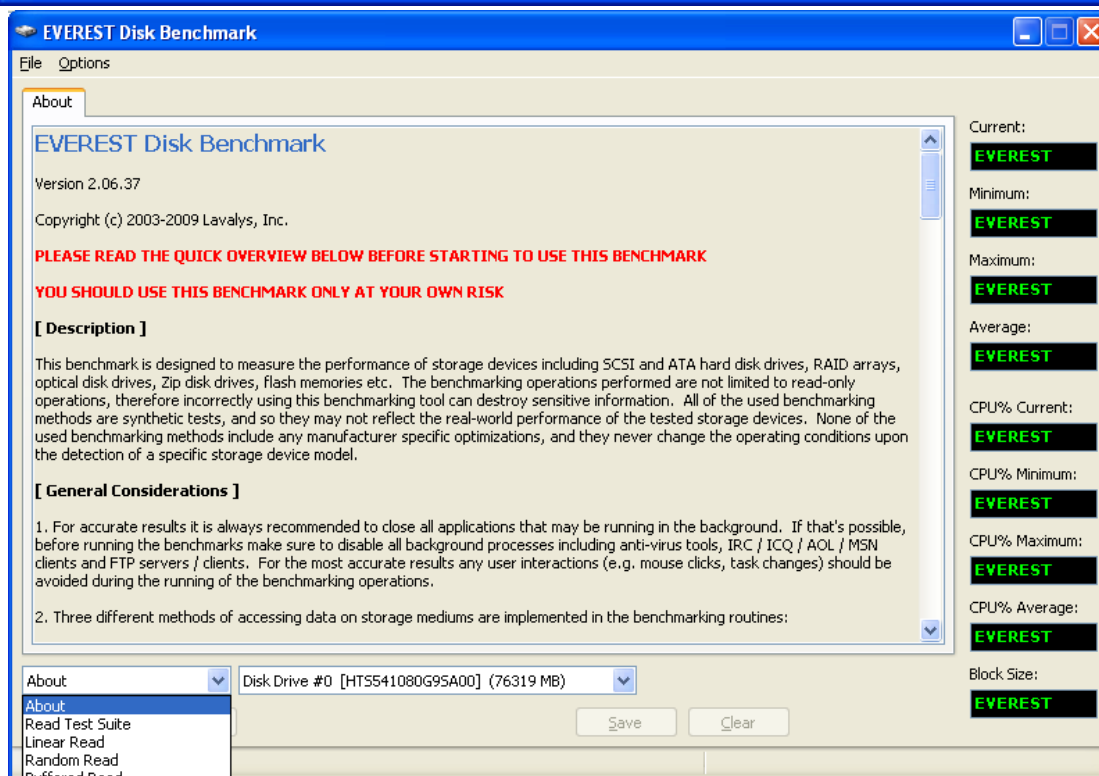 EVEREST Disk Benchmark
File Options
About
EVEREST Disk Benchmark
Version 2.06.37
Copyright (c) 2003-2009 Lavalys, Inc.
PLEASE READ THE QUICK OVERVIEW BELOW BEFORE STARTING TO USE THIS BENCHMARK
YOU SHOULD USE THIS BENCHMARK ONLY AT YOUR OWN RISK
[ Description ]
This benchmark is designed to measure the performance of storage devices including SCSI and ATA hard disk drives, RAID arrays,
optical disk drives, Zip disk drives, flash memories etc. The benchmarking operations performed are not limited to read-only
operations, therefore incorrectly using this benchmarking tool can destroy sensitive information. All of the used benchmarking
methods are synthetic tests, and so they may not reflect the real-world performance of the tested storage devices. None of the
used benchmarking methods include any manufacturer specific optimizations, and they never change the operating conditions upon
the detection of a specific storage device model.
[ General Considerations ]
1. For accurate results it is always recommended to close all applications that may be running in the background. If that's possible,
before running the benchmarks make sure to disable all background processes including anti-virus tools, IRC / ICQ / AOL / MSN
clients and FTP servers / clients. For the most accurate results any user interactions (e.g. mouse clicks, task changes) should be
avoided during the running of the benchmarking operations.
2. Three different methods of accessing data on storage mediums are implemented in the benchmarking routines:
Current:
EVEREST
Minimum:
EVEREST
Maximum:
EVEREST
Average:
EVEREST
CPU% Current:
EVEREST
CPU% Minimum:
EVEREST
CPU% Maximum:
EVEREST
CPU% Average:
EVEREST
Block Size:
EVEREST
About
Disk Drive #0 [HTS541080G9SA00] (76319 MB)
About
Read Test Suite
Linear Read
Random Read
Buffered Read
Save
Clear